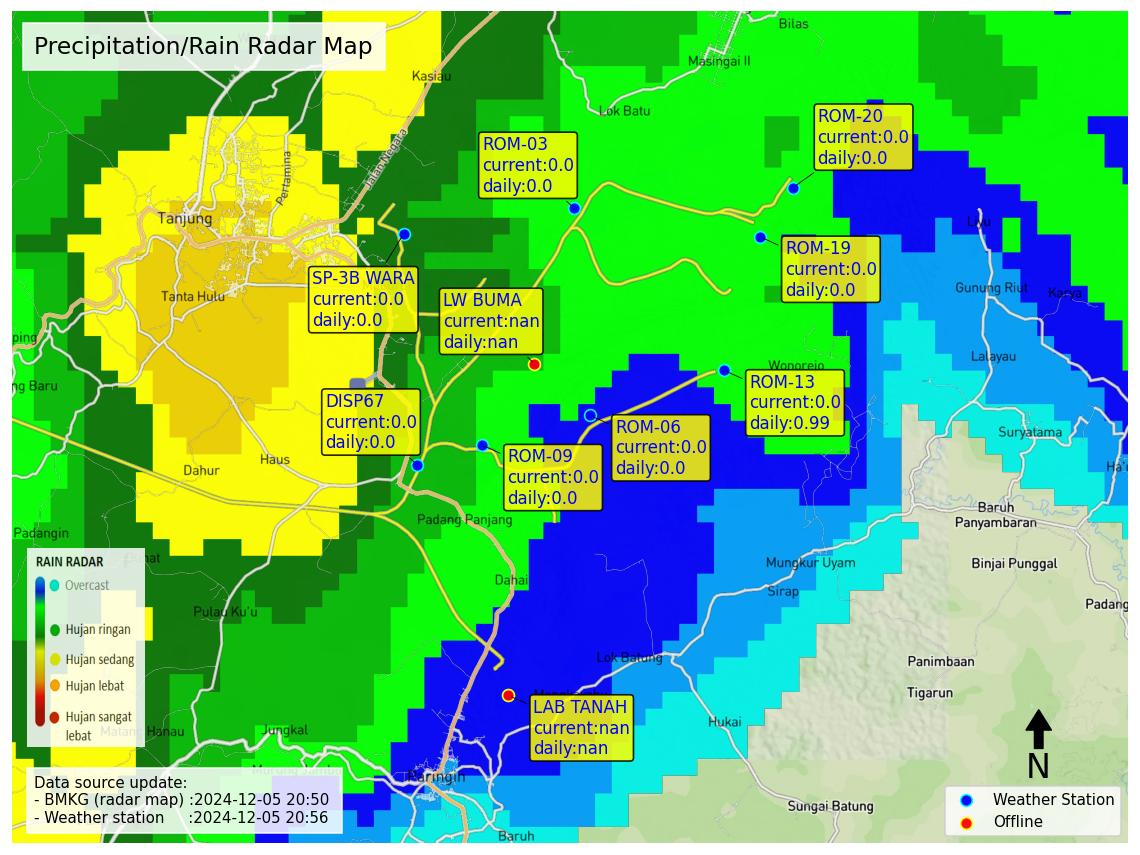 Precipitation/Rain Radar Map
Bilas
Masingai II
Kasiau
Lok Batu
ROM-20
current:0.0
daily:0.0
ROM-03
current:0.0
daily:0.0
Jalan Negara
Pertamina
Tanjung
Liyu
ROM-19
current:0.0
daily:0.0
SP-3B WARA
current:0.0
daily:0.0
LW BUMA
current:nan
daily:nan
Tanta Hulu
Gunung Riut
Karya
ping
Lalayau
Wonorejo
ng Baru
ROM-13
current:0.0
daily:0.99
DISP67
current:0.0
daily:0.0
ROM-06
current:0.0
daily:0.0
Suryatama
ROM-09
current:0.0
daily:0.0
Haus
Dahur
Ha'u
Baruh
Panyambaran
Padang Panjang
Padangin
Binjai Punggal
Mungkur Uyam
Sirap
Dahai
RAIN RADAR
Overcast
Hujan ringan
Hujan sedang
Hujan lebat
Hujan sangat
lebat
Pulau Ku'u
Padang
Lok Batung
Panimbaan
Tigarun
LAB TANAH
current:nan
daily:nan
Hukai
Jungkal
Manau
Paringin
Data source update:
- BMKG (radar map) :2024-12-05 20:50
- Weather station :2024-12-05 20:56
N
Sungai Batung
Weather Station
Offline
Baruh